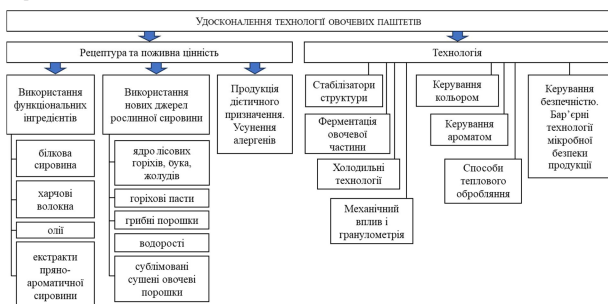 УДОСКОНАЛЕННЯ ТЕХНОЛОГІЇ ОВОЧЕВИХ ПАШТЕТІВ
Рецептура та поживна цінність
Технологія
Використання
функціональних
інгредієнтів
білкова
сировина
харчові
волокна
олії
екстракти
пряно-
ароматичної
сировини
Використання
нових джерел
рослинної сировини
ядро лісових
горіхів, бука,
жолудів
горіхові пасти
грибні порошки
водорості
сублімовані
сушені овочеві
порошки
Продукція
дієтичного
призначення.
Усунення
алергенів
Стабілізатори
структури
Ферментація
овочевої
частини
Холодильні
технології
Механічний
вплив і
гранулометрія
Керування
кольором
Керування
ароматом
Способи
теплового
оброблення
Керування
безпечністю.
Бар’єрні
технології
мікробної
безпеки
продукції